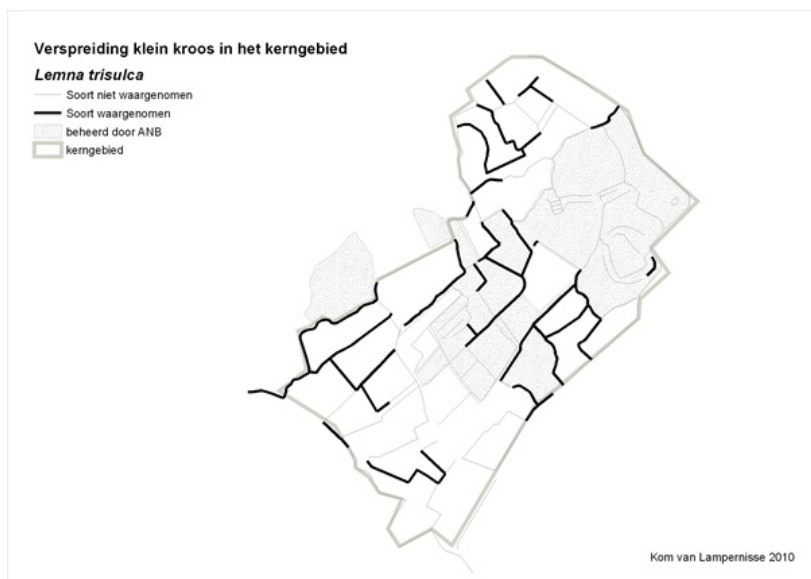 Verspreiding klein kroos in het kerngebied
Lemna trisulca
Soort niet waargenomen
Soort waargenomen
beheerd door ANB
kerngebied
Kom van Lampernisse 2010